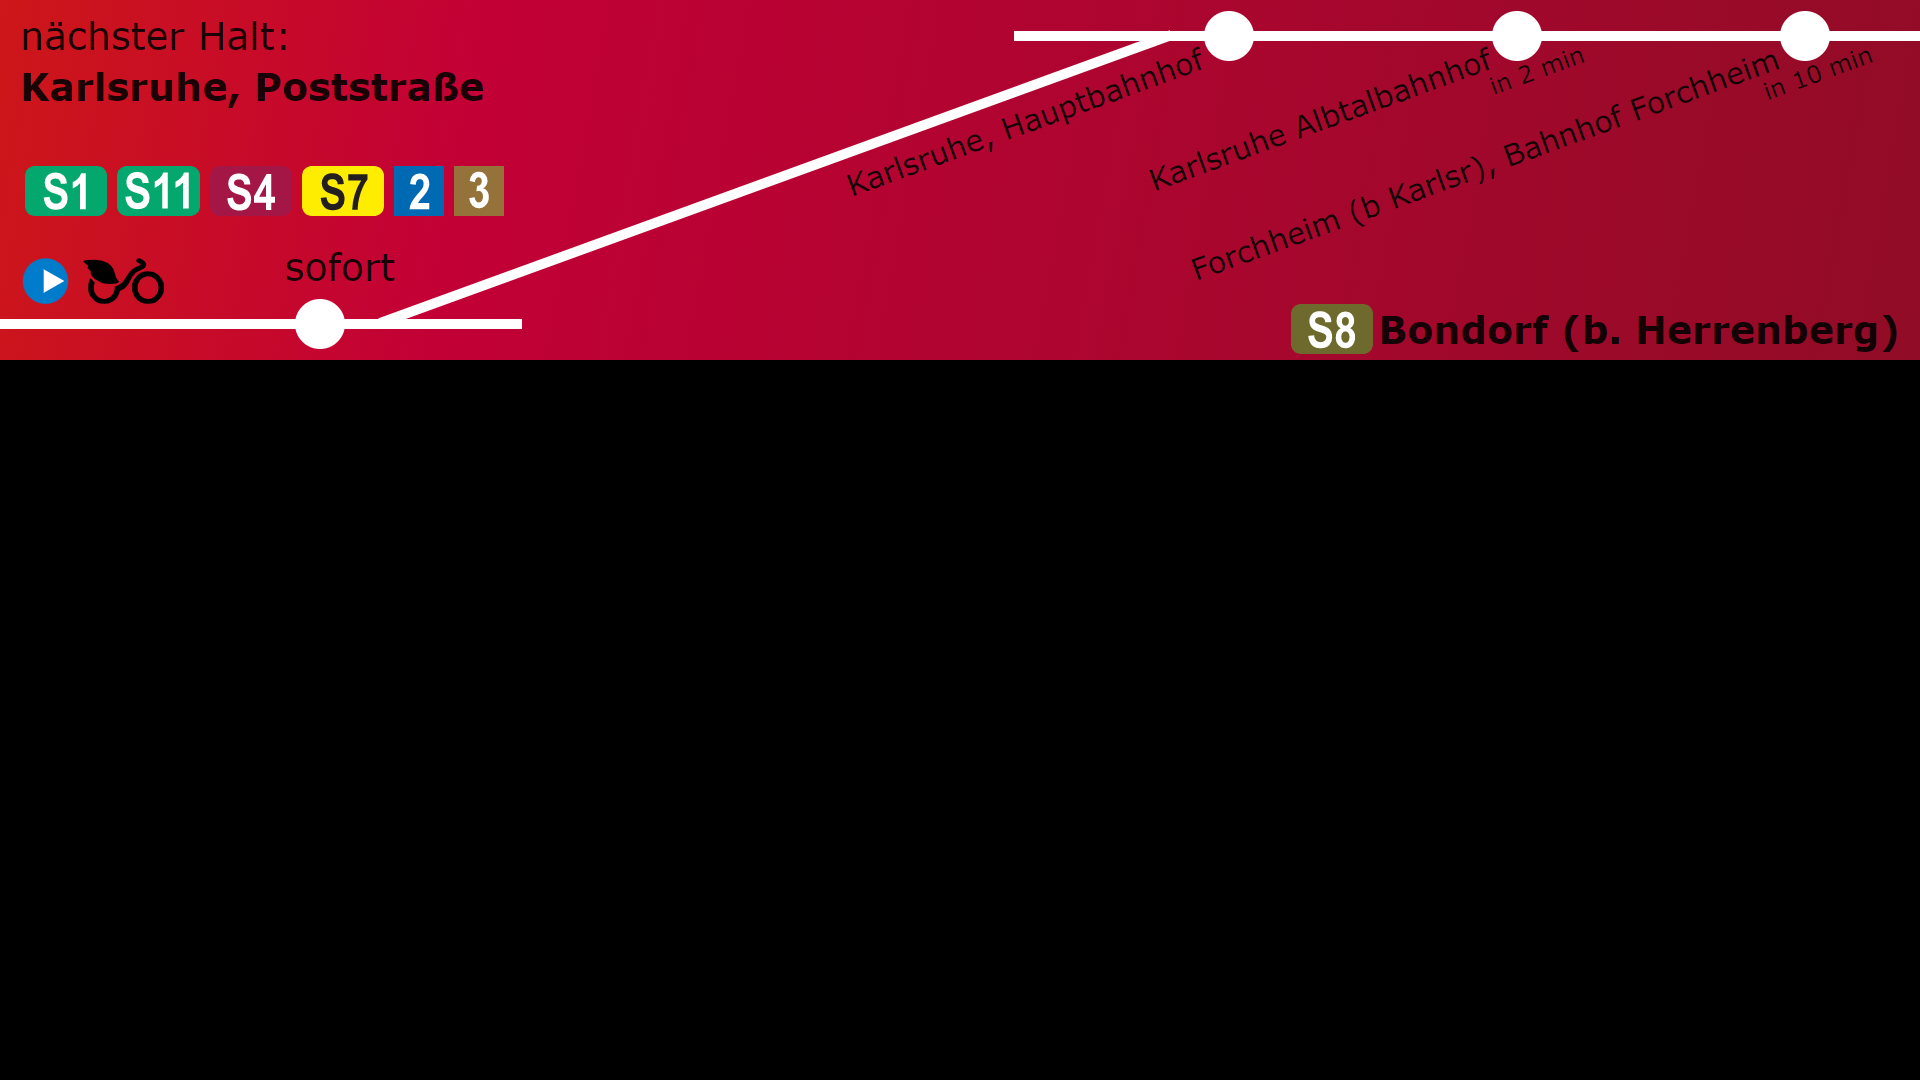 nächster Halt:
Karlsruhe, Poststraße
S1 S11 S4 S7 2 3
sofort
Karlsruhe, Hauptbahnhof
Karlsruhe Albtalbahnhof
in 2 min
Forchheim (b Karlsr), Bahnhof Forchheim
in 10 min
S8 Bondorf (b. Herrenberg)